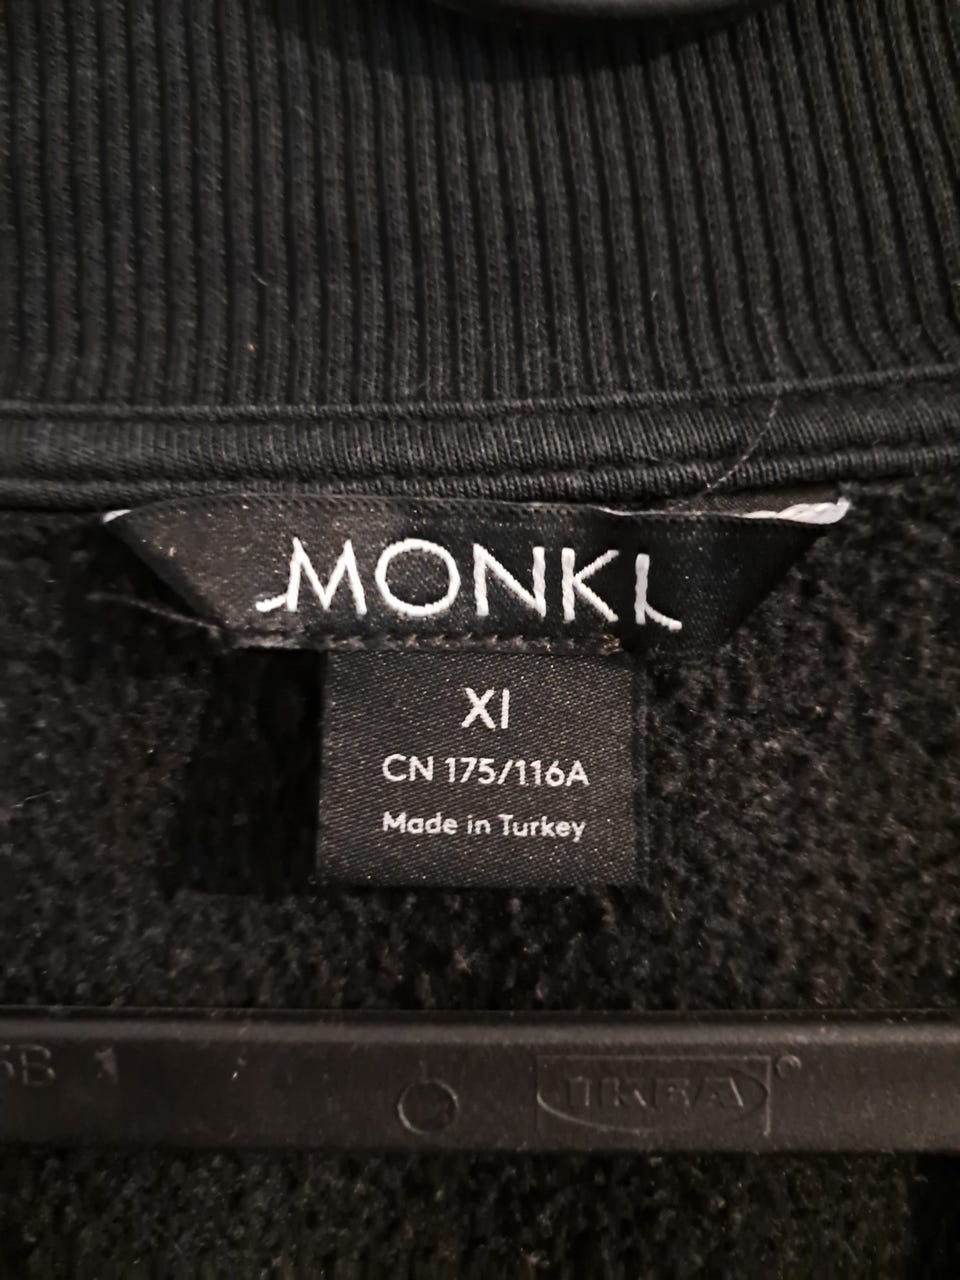 MONKI
Xl
CN 175/116A
Made in Turkey
IKEA